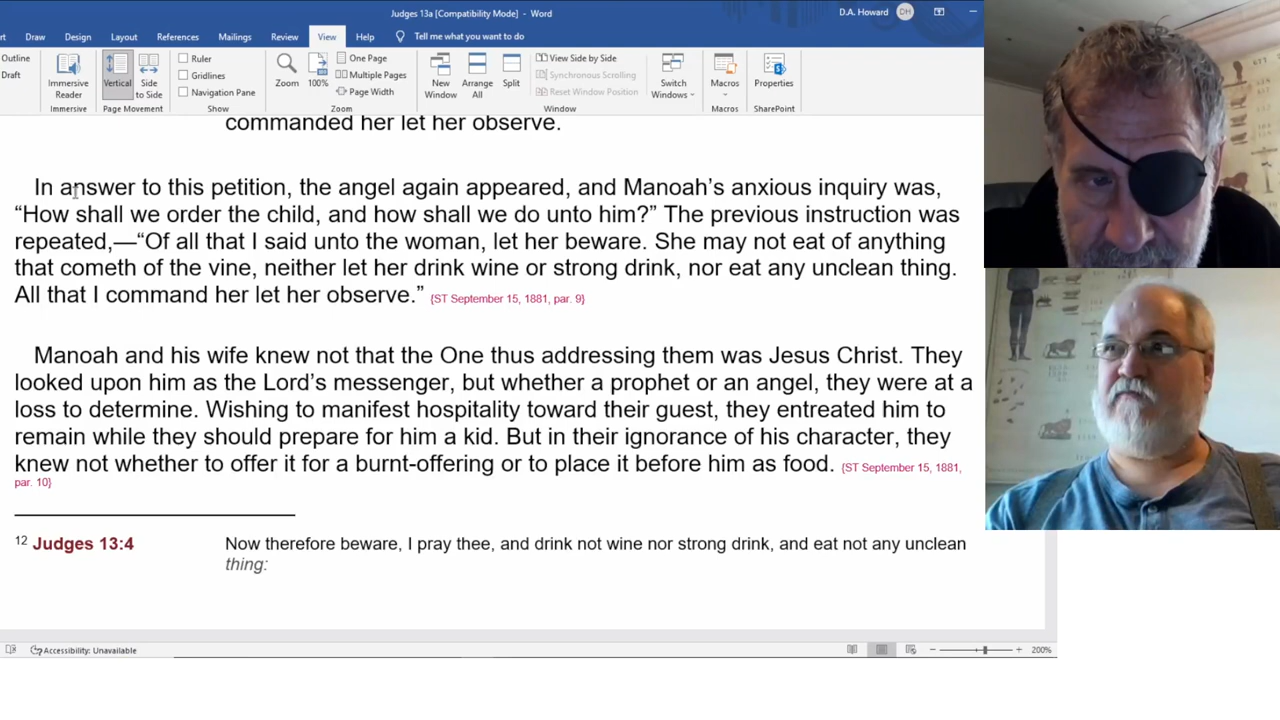 Judges 13a [Compatibility Mode] - Word
D.A. Howard DH
rt Draw Design Layout References Mailings Review View Help Tell me what you want to do
Outline
Draft
Immersive
Reader
Immersive
Vertical
Side
to Side
Page Movement
Ruler
Gridlines
Navigation Pane
Show
Zoom
100%
One Page
Multiple Pages
Page Width
Zoom
New
Window
Arrange
All
Split
View Side by Side
Synchronous Scrolling
Reset Window Position
Switch
Windows
Window
Macros
Macros
Properties
SharePoint
commanded her let her observe.
In answer to this petition, the angel again appeared, and Manoah’s anxious inquiry was,
“How shall we order the child, and how shall we do unto him?” The previous instruction was
repeated,—“Of all that I said unto the woman, let her beware. She may not eat of anything
that cometh of the vine, neither let her drink wine or strong drink, nor eat any unclean thing.
All that I command her let her observe.” {ST September 15, 1881, par. 9}
Manoah and his wife knew not that the One thus addressing them was Jesus Christ. They
looked upon him as the Lord’s messenger, but whether a prophet or an angel, they were at a
loss to determine. Wishing to manifest hospitality toward their guest, they entreated him to
remain while they should prepare for him a kid. But in their ignorance of his character, they
knew not whether to offer it for a burnt-offering or to place it before him as food. {ST September 15, 1881,
par. 10}
12 Judges 13:4 Now therefore beware, I pray thee, and drink not wine nor strong drink, and eat not any unclean
thing:
Accessibility: Unavailable
200%